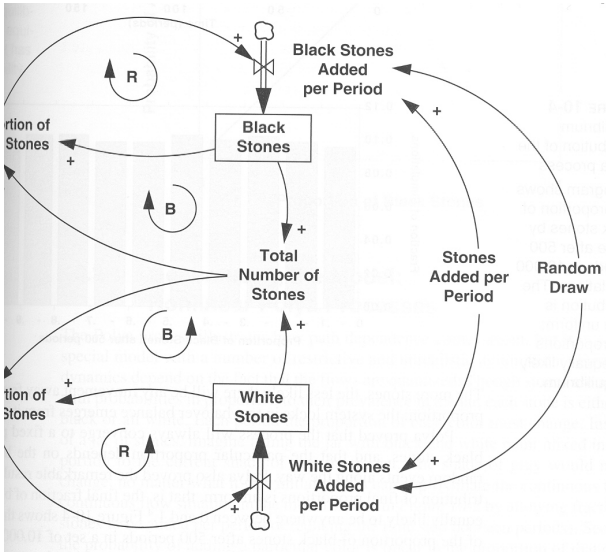 +
Black Stones
Added
per Period
R
+
rtion of
Stones
+
Black
Stones
B
+
Total
Number of
Stones
Stones
Added per
Period
Random
Draw
B
+
+
tion of
Stones
White
Stones
R
+
White Stones
Added
per Period
+